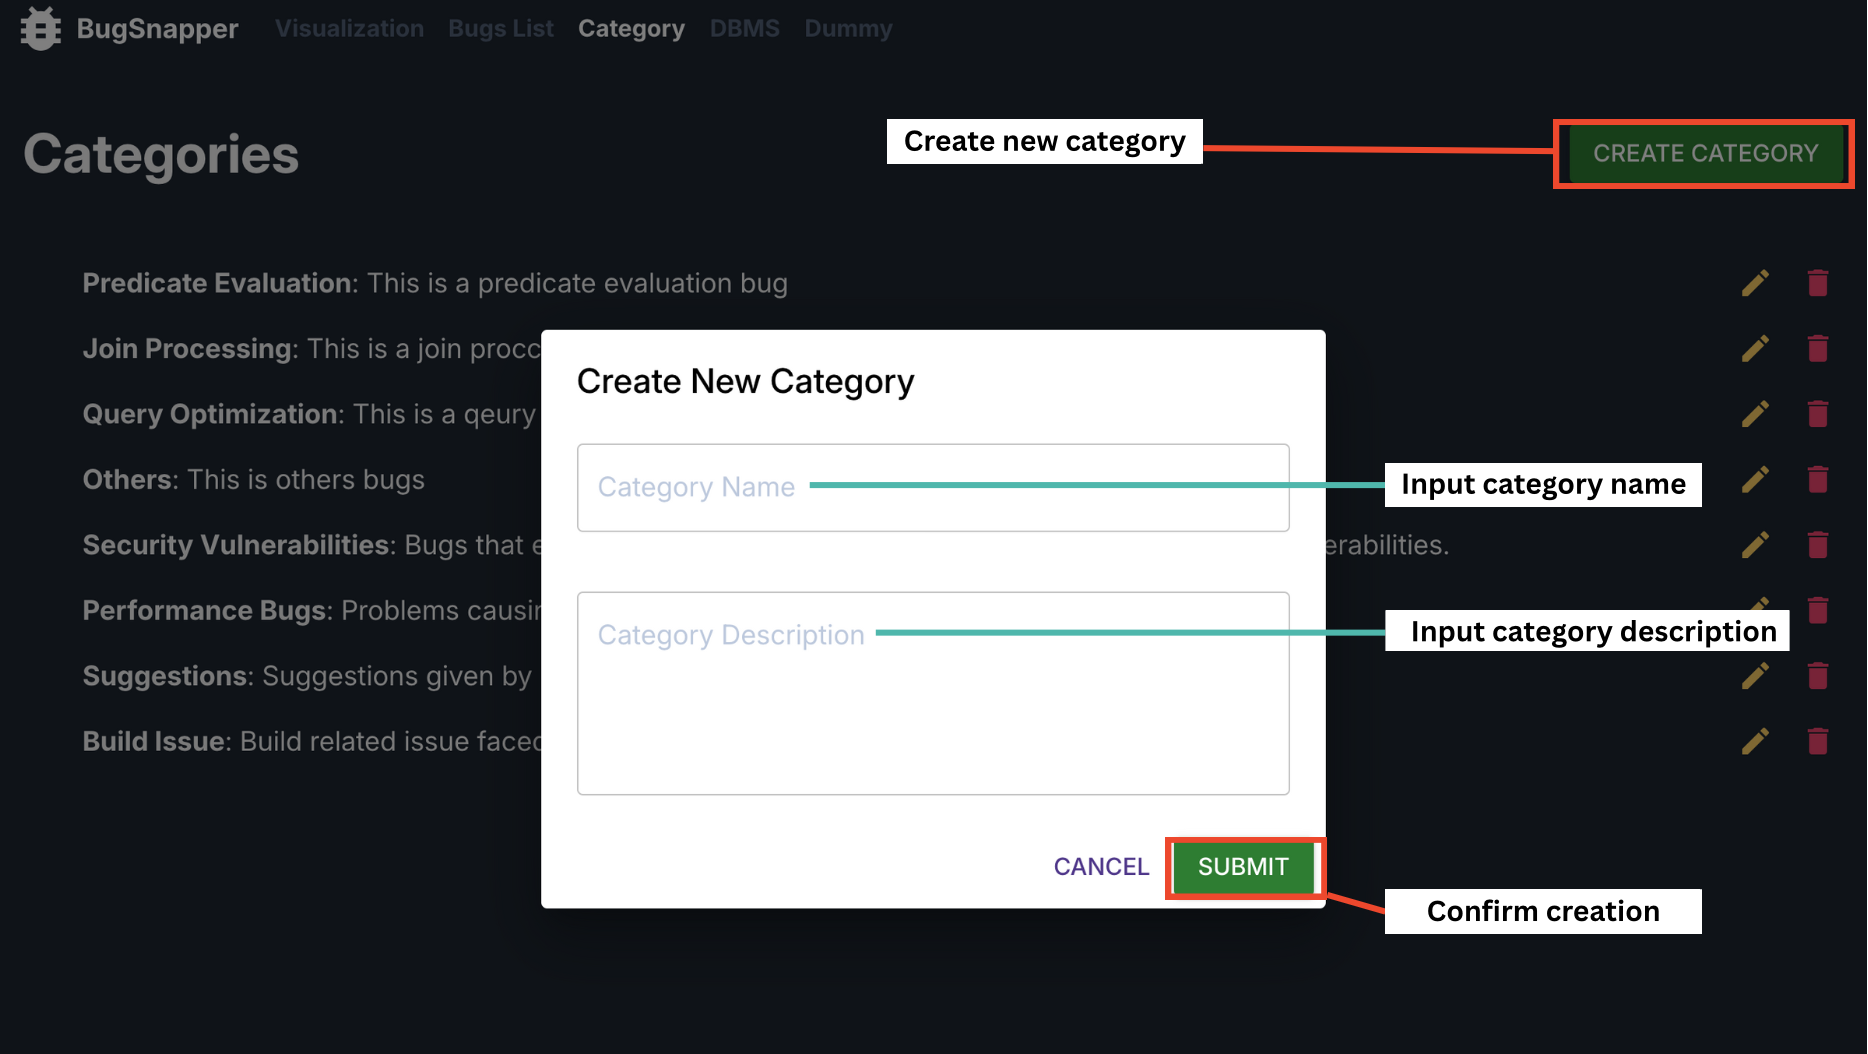 BugSnapper Visualization Bugs List Category DBMS Dummy
Categories
Create new category
CREATE CATEGORY
Predicate Evaluation: This is a predicate evaluation bug
Join Processing: This is a join procc
Query Optimization: This is a qeury
Others: This is others bugs
Security Vulnerabilities: Bugs that e
erabilities.
Performance Bugs: Problems causin
Suggestions: Suggestions given by
Build Issue: Build related issue faced
Create New Category
Category Name
Input category name
Category Description
Input category description
CANCEL
SUBMIT
Confirm creation